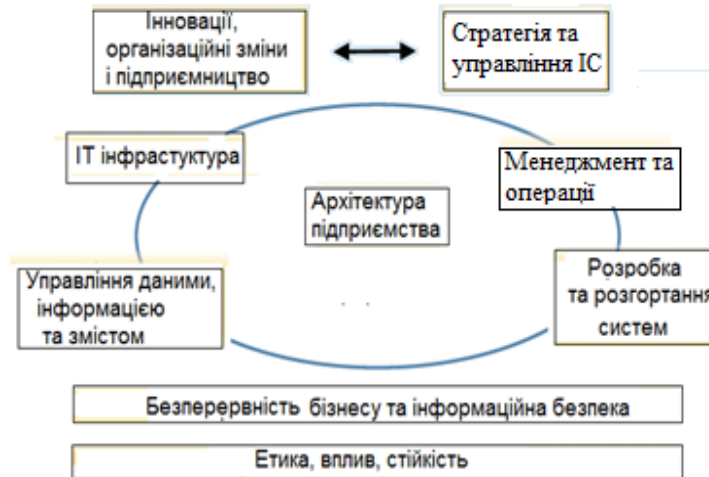 Інновації,
організаційні зміни
і підприємництво
Стратегія та
управління ІС
ІТ інфрастуктура
Менеджмент та
операції
Архітектура
підприємства
Управління даними,
інформацією
та змістом
Розробка
та розгортання
систем
Безперервність бізнесу та інформаційна безпека
Етика, вплив, стійкість